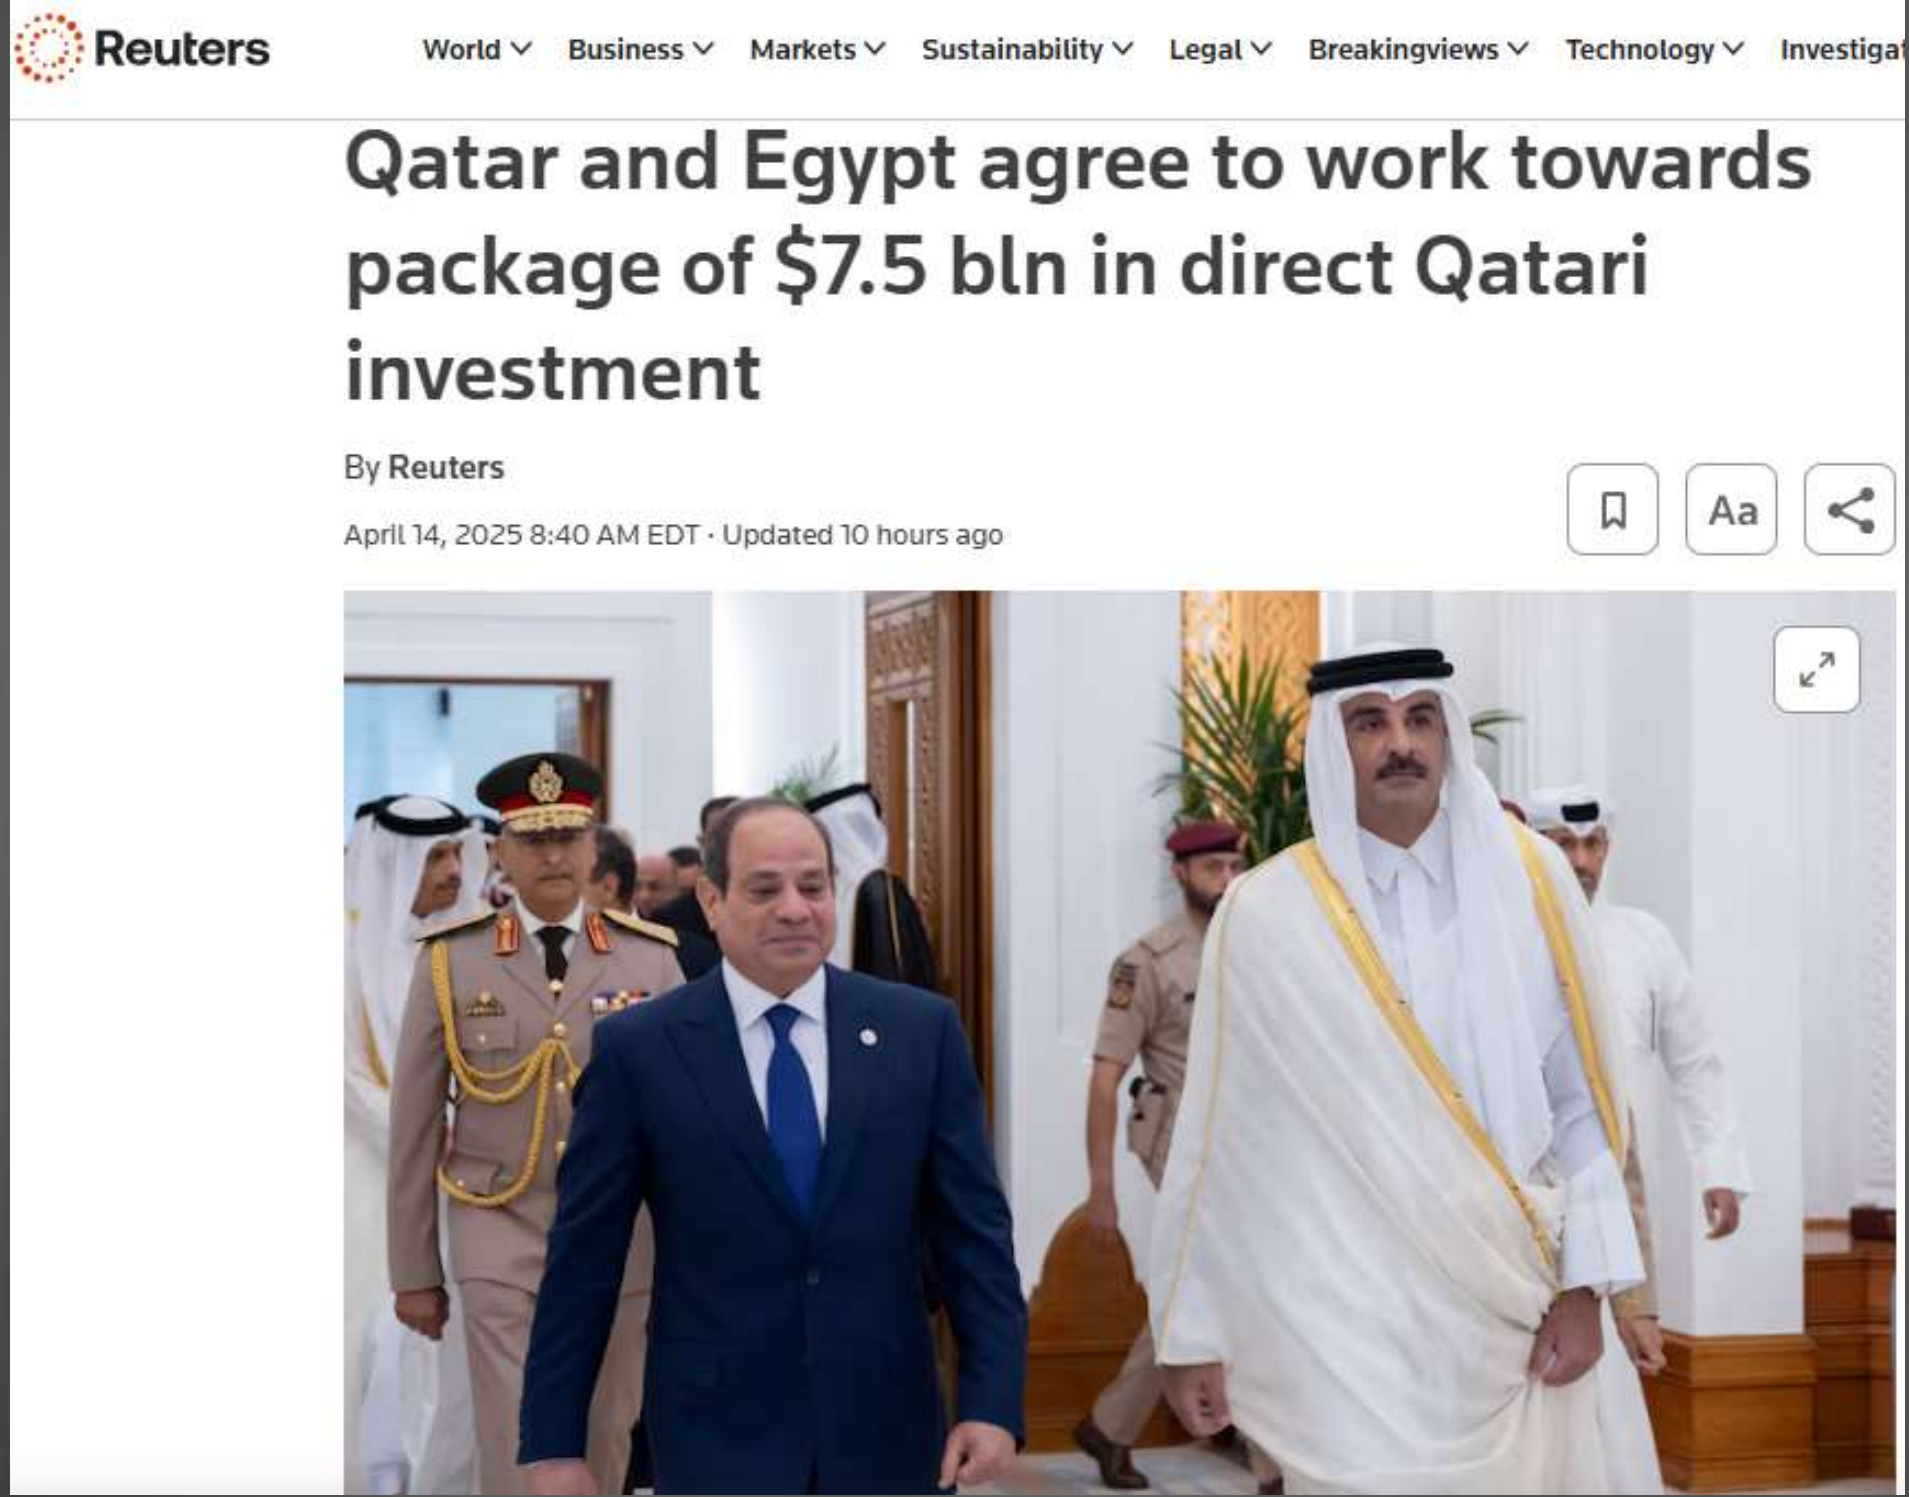 Reuters
World Business Markets Sustainability Legal Breakingviews Technology Investigat
Qatar and Egypt agree to work towards
package of $7.5 bln in direct Qatari
investment
By Reuters
April 14, 2025 8:40 AM EDT · Updated 10 hours ago
Aa